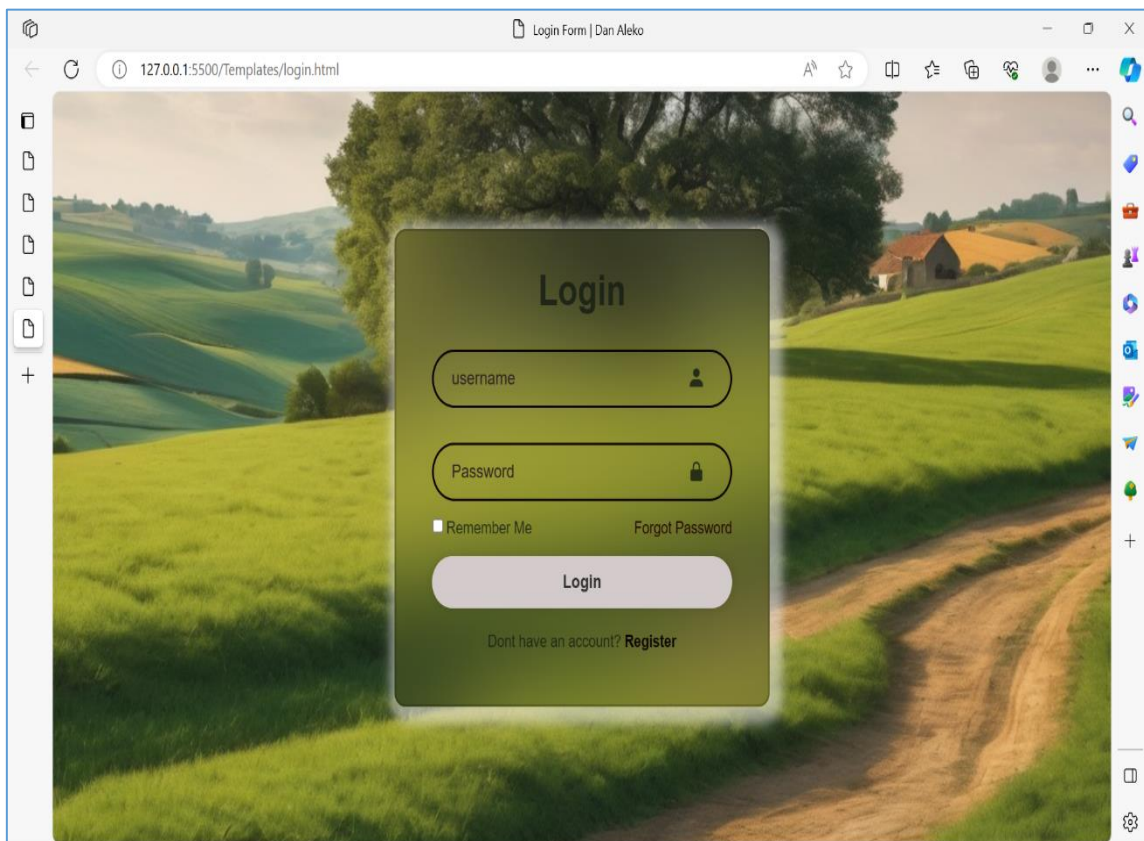 Login Form | Dan Aleko
127.0.0.1:5500/Templates/login.html
Login
username
Password
Remember Me Forgot Password
Login
Dont have an account? Register